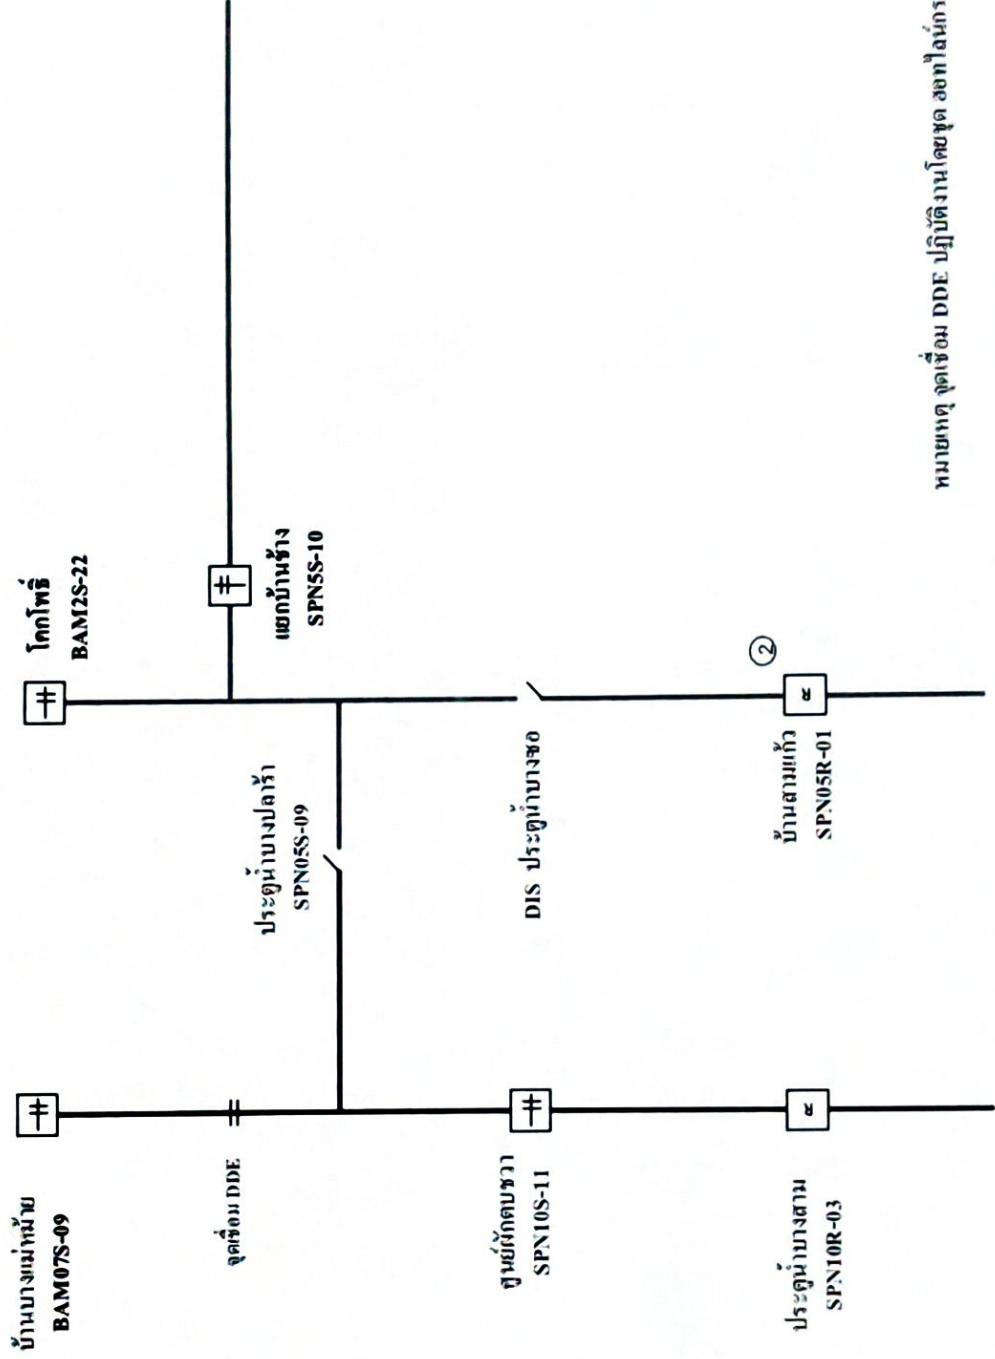 บ้านบางแม่หม้าย
BAM07S-09
จุดเชื่อม DDE
ศูนย์ผักตบชวา
SPN10S-11
ประตูน้ำบางสาม
SPN10R-03
ประตูน้ำบางปลาร้า
SPN05S-09
DIS ประตูน้ำบางซอ
บ้านสามแก้ว
SPN05R-01
2
R
R
โคกโพธิ์
BAM2S-22
แยกบ้านช้าง
SPN5S-10
หมายเหตุ จุดเชื่อม DDE ปฏิบัติงานโดยชุด ฮอทไลน์กร